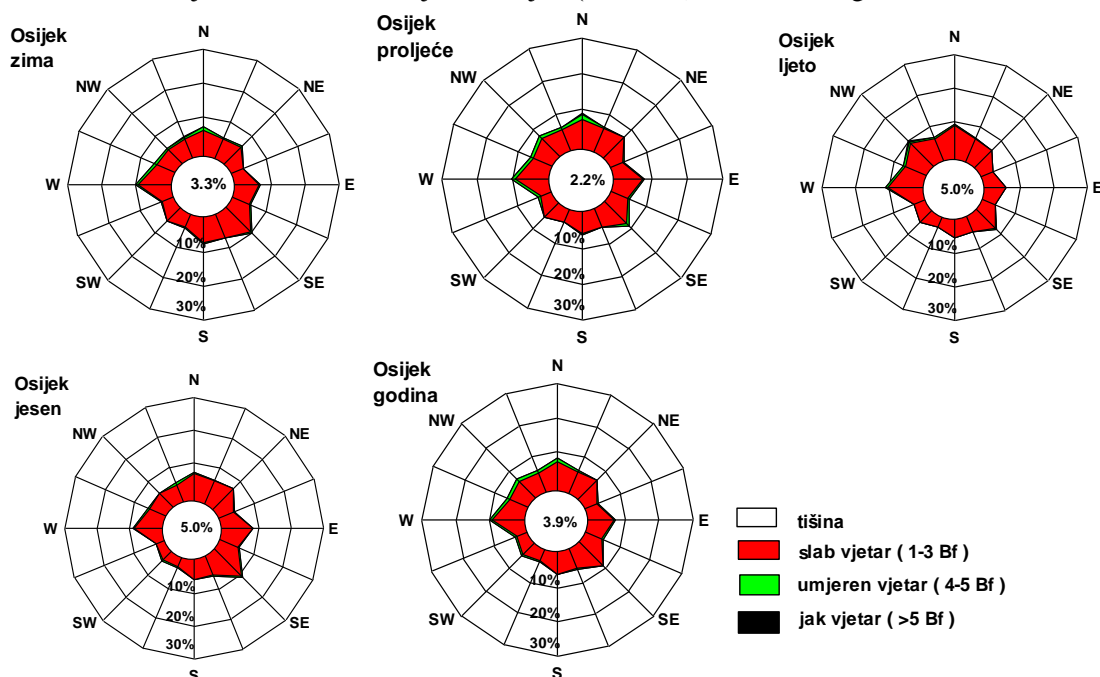 Osijek
zima
N
NW
NE
W
3.3%
E
10%
SW
20%
SE
30%
S
Osijek
proljeće
N
NW
NE
W
2.2%
E
10%
SW
20%
SE
30%
S
Osijek
ljeto
N
NW
NE
W
5.0%
E
10%
SW
20%
SE
30%
S
Osijek
jesen
N
NW
NE
W
5.0%
E
10%
SW
20%
SE
30%
S
Osijek
godina
N
NW
NE
W
3.9%
E
10%
SW
20%
SE
30%
S
tišina
slab vjetar ( 1-3 Bf )
umjeren vjetar ( 4-5 Bf )
jak vjetar ( >5 Bf )